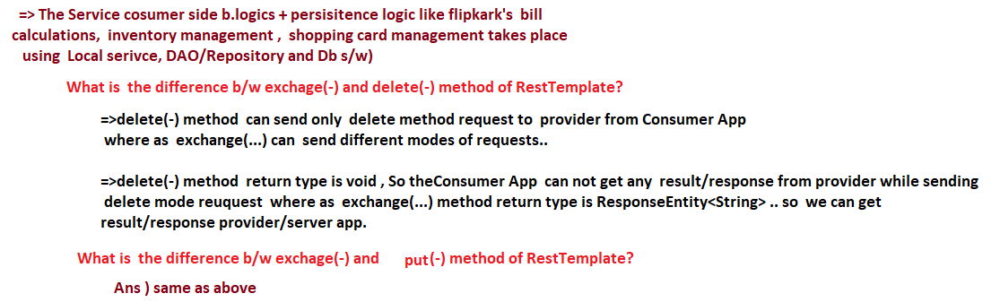 => The Service cosumer side b.logics + persisitence logic like flipkark's bill
calculations, inventory management , shopping card management takes place
using Local serivce, DAO/Repository and Db s/w)
What is the difference b/w exchage(-) and delete(-) method of RestTemplate?
=>delete(-) method can send only delete method request to provider from Consumer App
where as exchange(...) can send different modes of requests..
=>delete(-) method return type is void , So theConsumer App can not get any result/response from provider while sending
delete mode reuquest where as exchange(...) method return type is ResponseEntity<String> .. so we can get
result/response provider/server app.
What is the difference b/w exchage(-) and put(-) method of RestTemplate?
Ans ) same as above